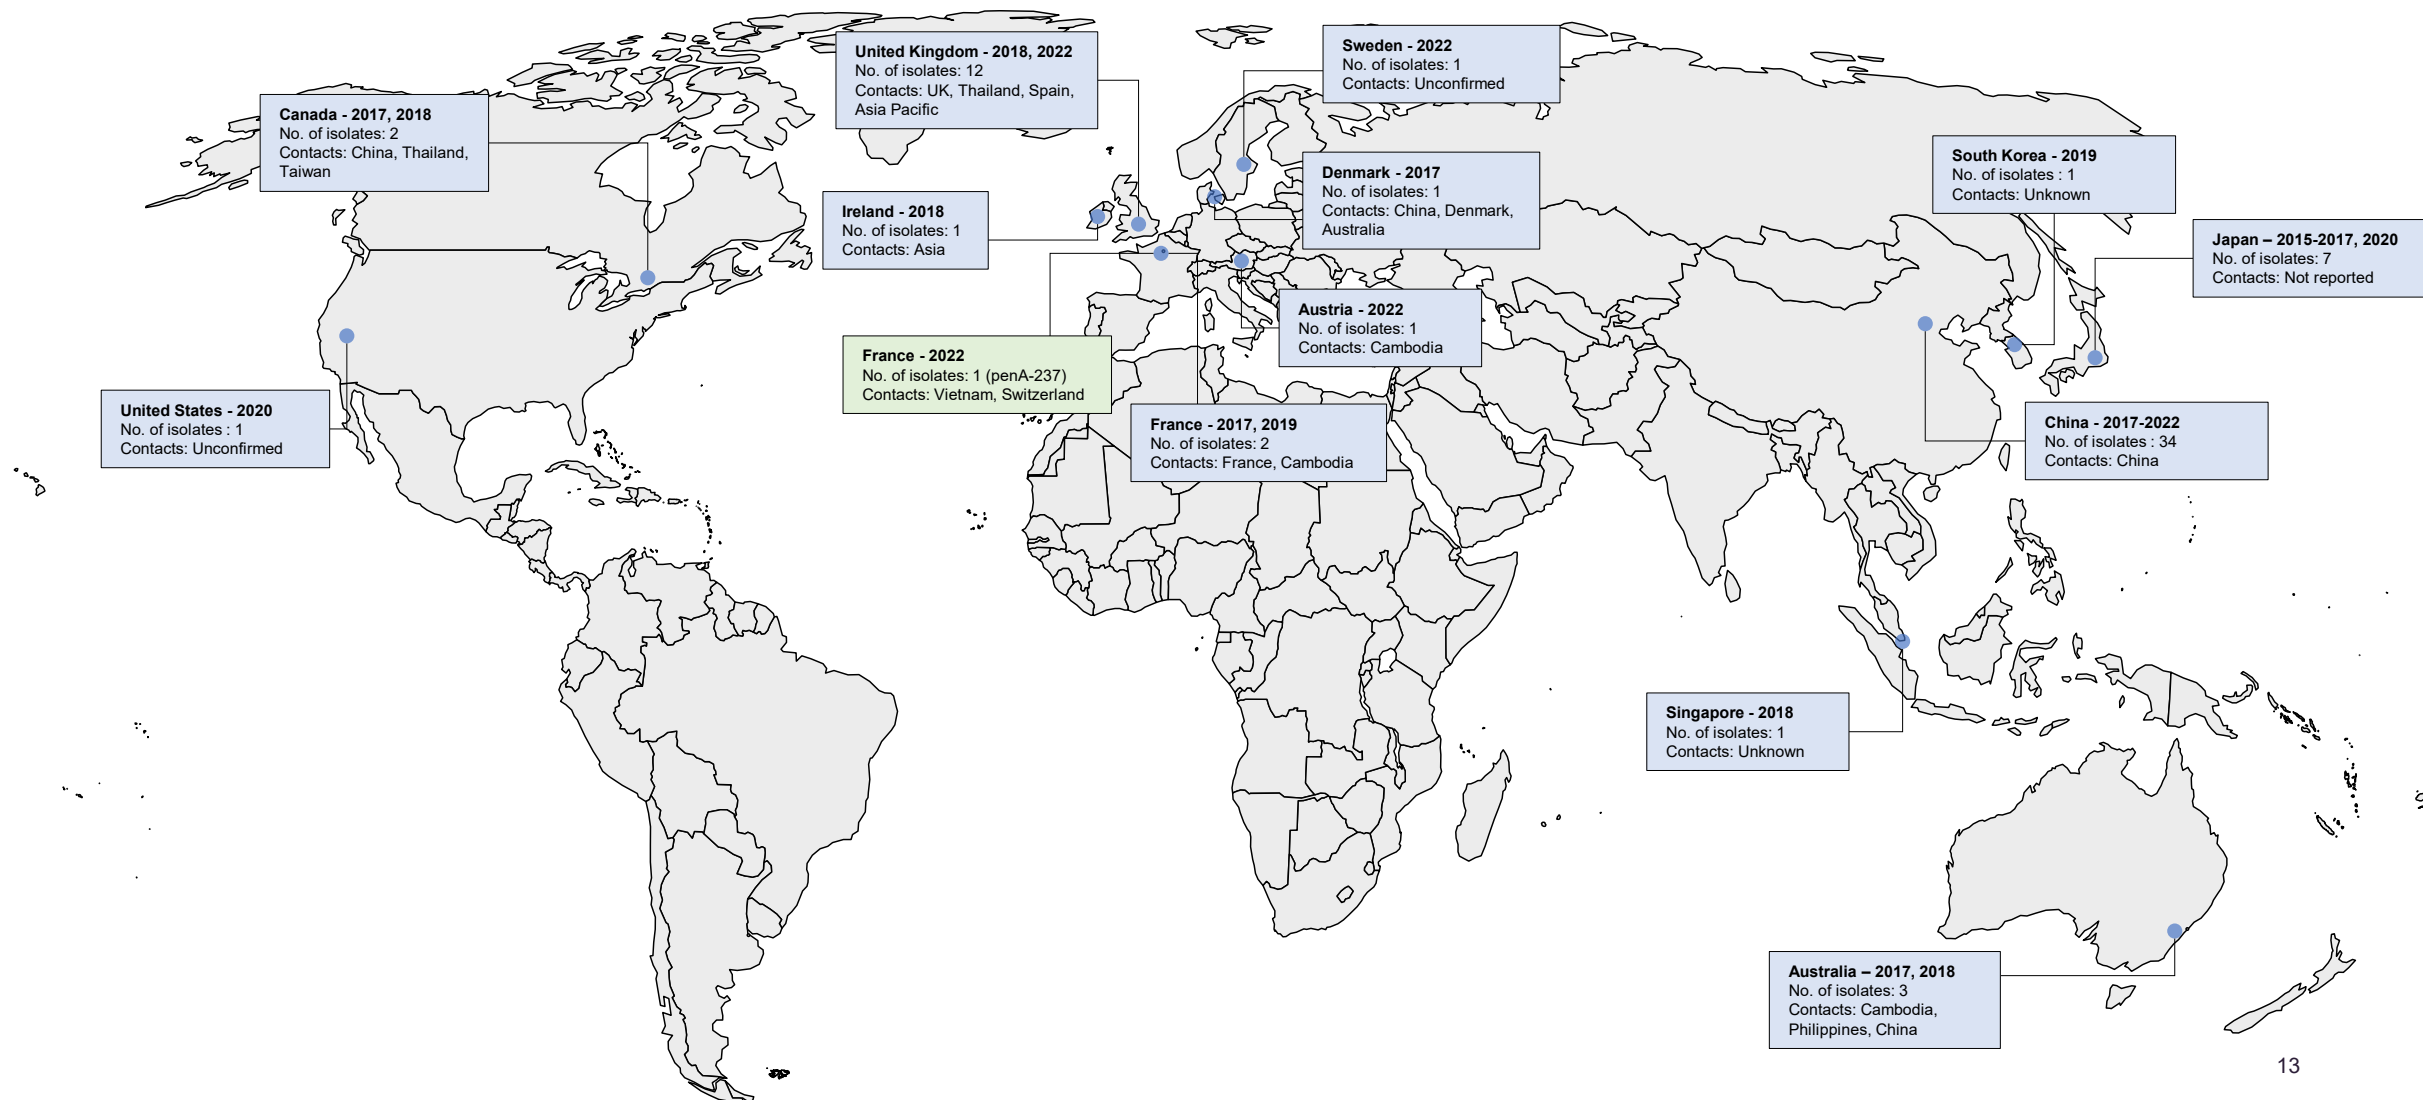 United Kingdom - 2018, 2022
No. of isolates: 12
Contacts: UK, Thailand, Spain,
Asia Pacific
Sweden - 2022
No. of isolates: 1
Contacts: Unconfirmed
Canada - 2017, 2018
No. of isolates: 2
Contacts: China, Thailand,
Taiwan
South Korea - 2019
No. of isolates : 1
Contacts: Unknown
Denmark - 2017
No. of isolates: 1
Contacts: China, Denmark,
Australia
Ireland - 2018
No. of isolates: 1
Contacts: Asia
Japan – 2015-2017, 2020
No. of isolates: 7
Contacts: Not reported
Austria - 2022
No. of isolates: 1
Contacts: Cambodia
France - 2022
No. of isolates: 1 (penA-237)
Contacts: Vietnam, Switzerland
United States - 2020
No. of isolates : 1
Contacts: Unconfirmed
France - 2017, 2019
No. of isolates: 2
Contacts: France, Cambodia
China - 2017-2022
No. of isolates : 34
Contacts: China
Singapore - 2018
No. of isolates: 1
Contacts: Unknown
Australia – 2017, 2018
No. of isolates: 3
Contacts: Cambodia,
Philippines, China
13